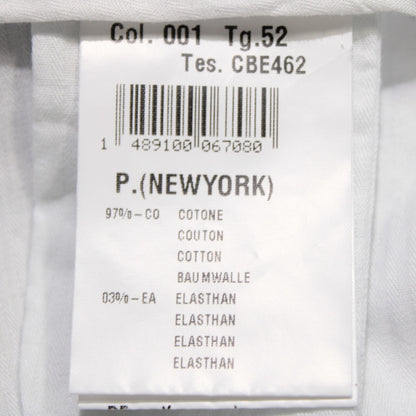 Col. 001 Tg.52
Tes. CBE462
1 489100 067080
P.(NEWYORK)
97%-CO COTONE
COUTON
COTTON
BAUMWALLE
03%-EA ELASTHAN
ELASTHAN
ELASTHAN
ELASTHAN